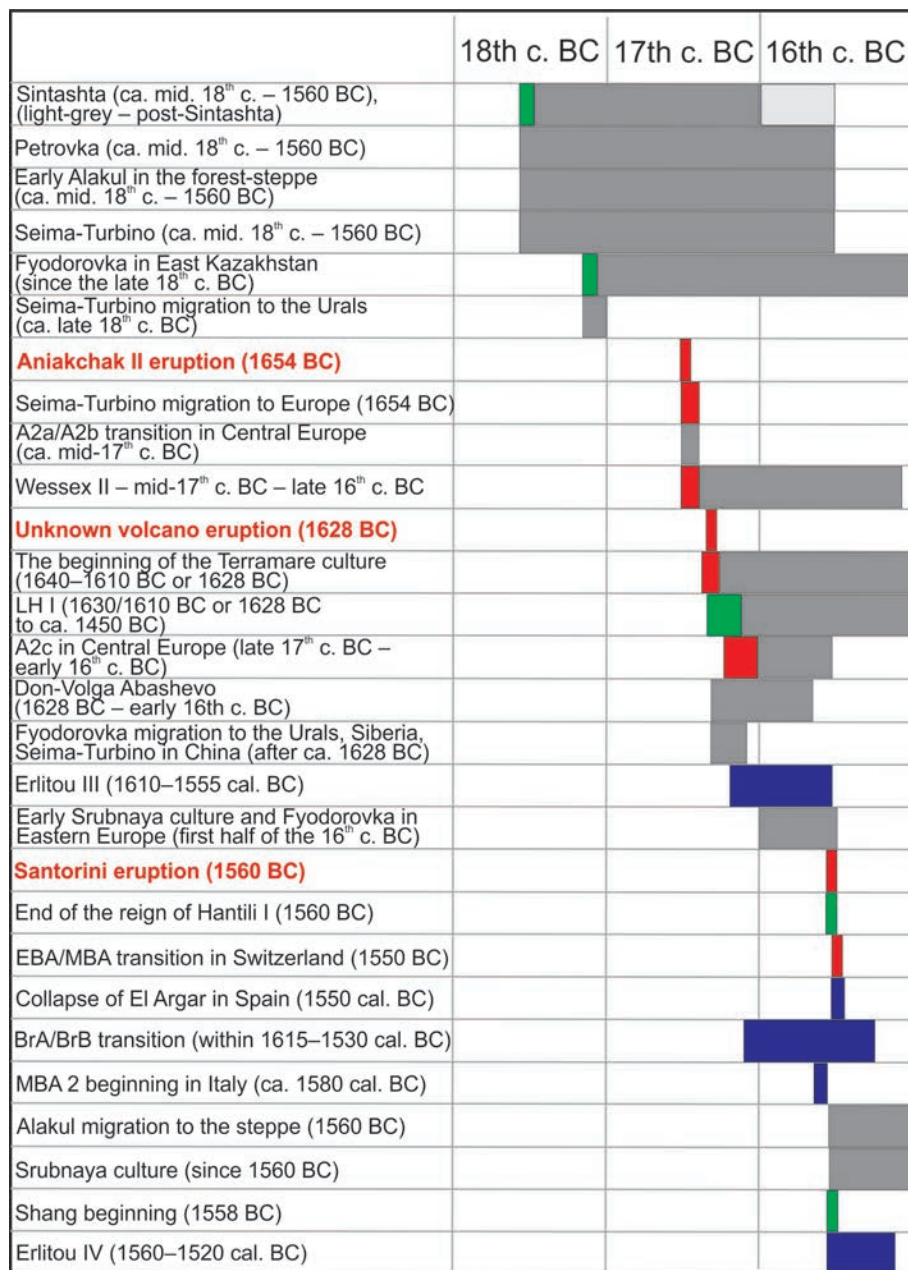 18th c. BC 17th c. BC 16th c. BC
Sintashta (ca. mid. 18th c. – 1560 BC),
(light-grey – post-Sintashta)
Petrovka (ca. mid. 18th c. – 1560 BC)
Early Alakul in the forest-steppe
(ca. mid. 18th c. – 1560 BC)
Seima-Turbino (ca. mid. 18th c. – 1560 BC)
Fyodorovka in East Kazakhstan
(since the late 18th c. BC)
Seima-Turbino migration to the Urals
(ca. late 18th c. BC)
Aniakchak II eruption (1654 BC)
Seima-Turbino migration to Europe (1654 BC)
A2a/A2b transition in Central Europe
(ca. mid-17th c. BC)
Wessex II – mid-17th c. BC – late 16th c. BC
Unknown volcano eruption (1628 BC)
The beginning of the Terramare culture
(1640–1610 BC or 1628 BC)
LH I (1630/1610 BC or 1628 BC
to ca. 1450 BC)
A2c in Central Europe (late 17th c. BC –
early 16th c. BC)
Don-Volga Abashevo
(1628 BC – early 16th c. BC)
Fyodorovka migration to the Urals, Siberia,
Seima-Turbino in China (after ca. 1628 BC)
Erlitou III (1610–1555 cal. BC)
Early Srubnaya culture and Fyodorovka in
Eastern Europe (first half of the 16th c. BC)
Santorini eruption (1560 BC)
End of the reign of Hantili I (1560 BC)
EBA/MBA transition in Switzerland (1550 BC)
Collapse of El Argar in Spain (1550 cal. BC)
BrA/BrB transition (within 1615–1530 cal. BC)
MBA 2 beginning in Italy (ca. 1580 cal. BC)
Alakul migration to the steppe (1560 BC)
Srubnaya culture (since 1560 BC)
Shang beginning (1558 BC)
Erlitou IV (1560–1520 cal. BC)